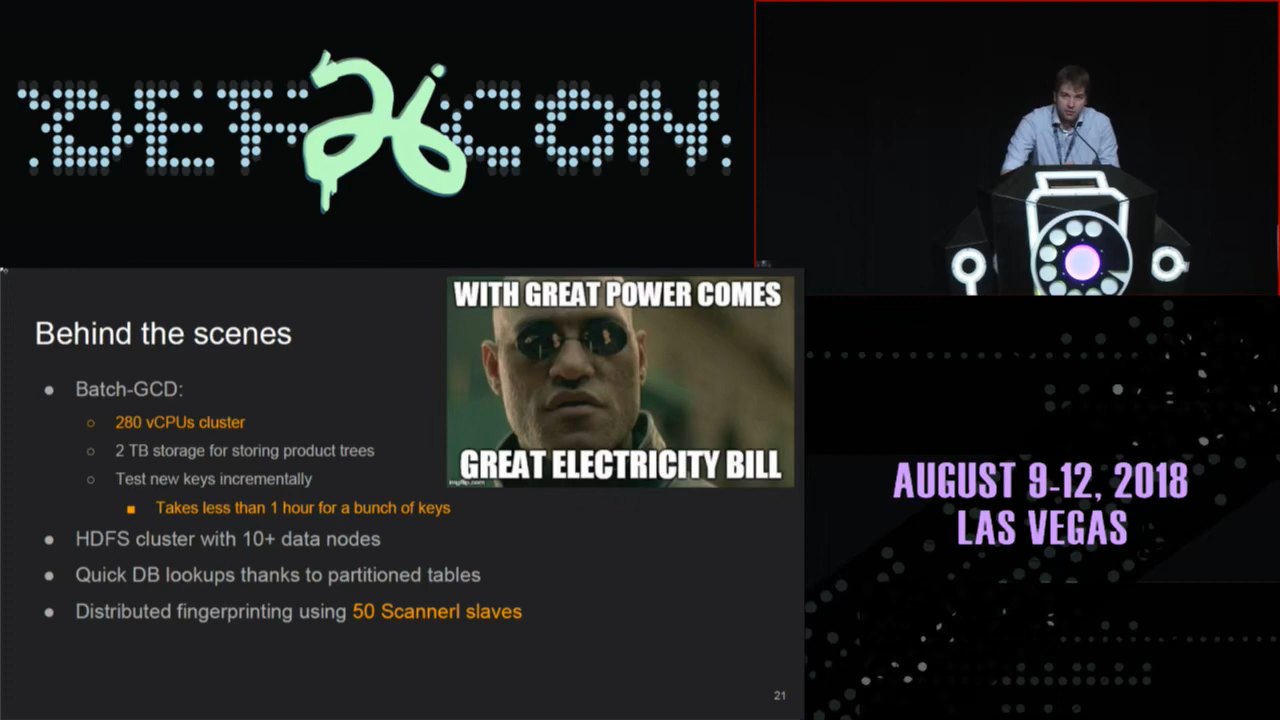 DEF 26 CON
WITH GREAT POWER COMES
GREAT ELECTRICITY BILL
imgflip.com
Behind the scenes
Batch-GCD:
280 vCPUs cluster
2 TB storage for storing product trees
Test new keys incrementally
Takes less than 1 hour for a bunch of keys
HDFS cluster with 10+ data nodes
Quick DB lookups thanks to partitioned tables
Distributed fingerprinting using 50 Scannerl slaves
21
AUGUST 9-12, 2018
LAS VEGAS